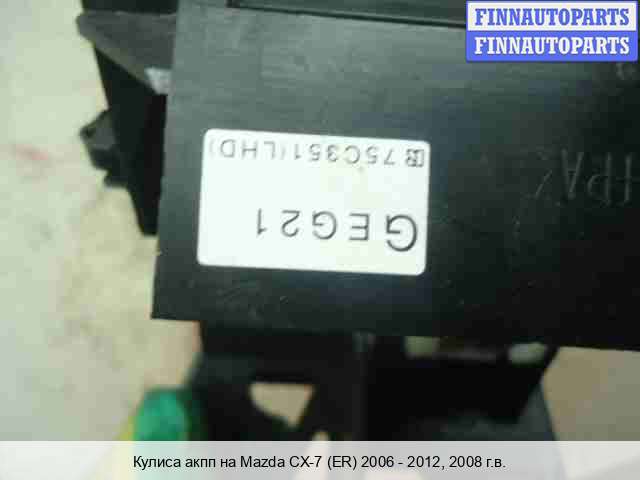 FINNAUTOPARTS
FINNAUTOPARTS
GEG21
75C351(LHD)
Кулиса акпп на Mazda CX-7 (ER) 2006 - 2012, 2008 г.в.